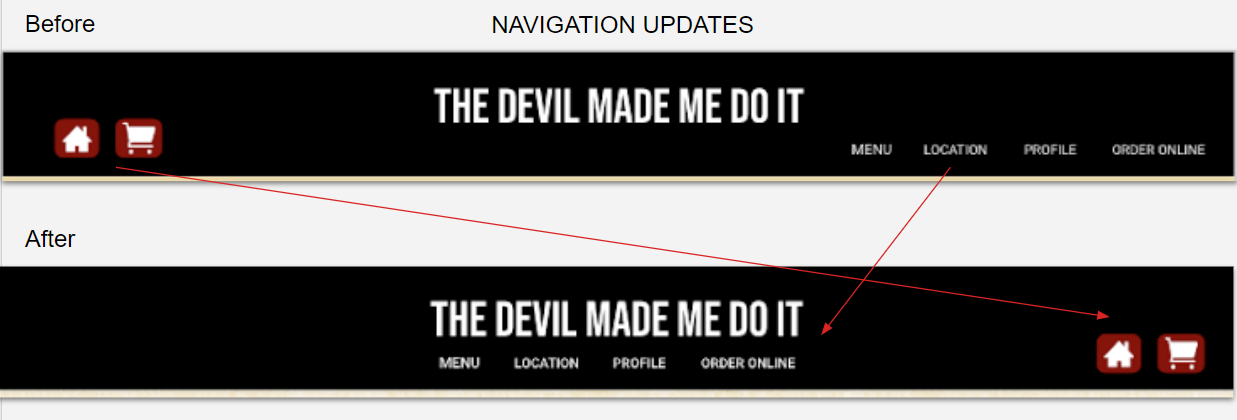 Before
NAVIGATION UPDATES
THE DEVIL MADE ME DO IT
MENU LOCATION PROFILE ORDER ONLINE
After
THE DEVIL MADE ME DO IT
MENU LOCATION PROFILE ORDER ONLINE